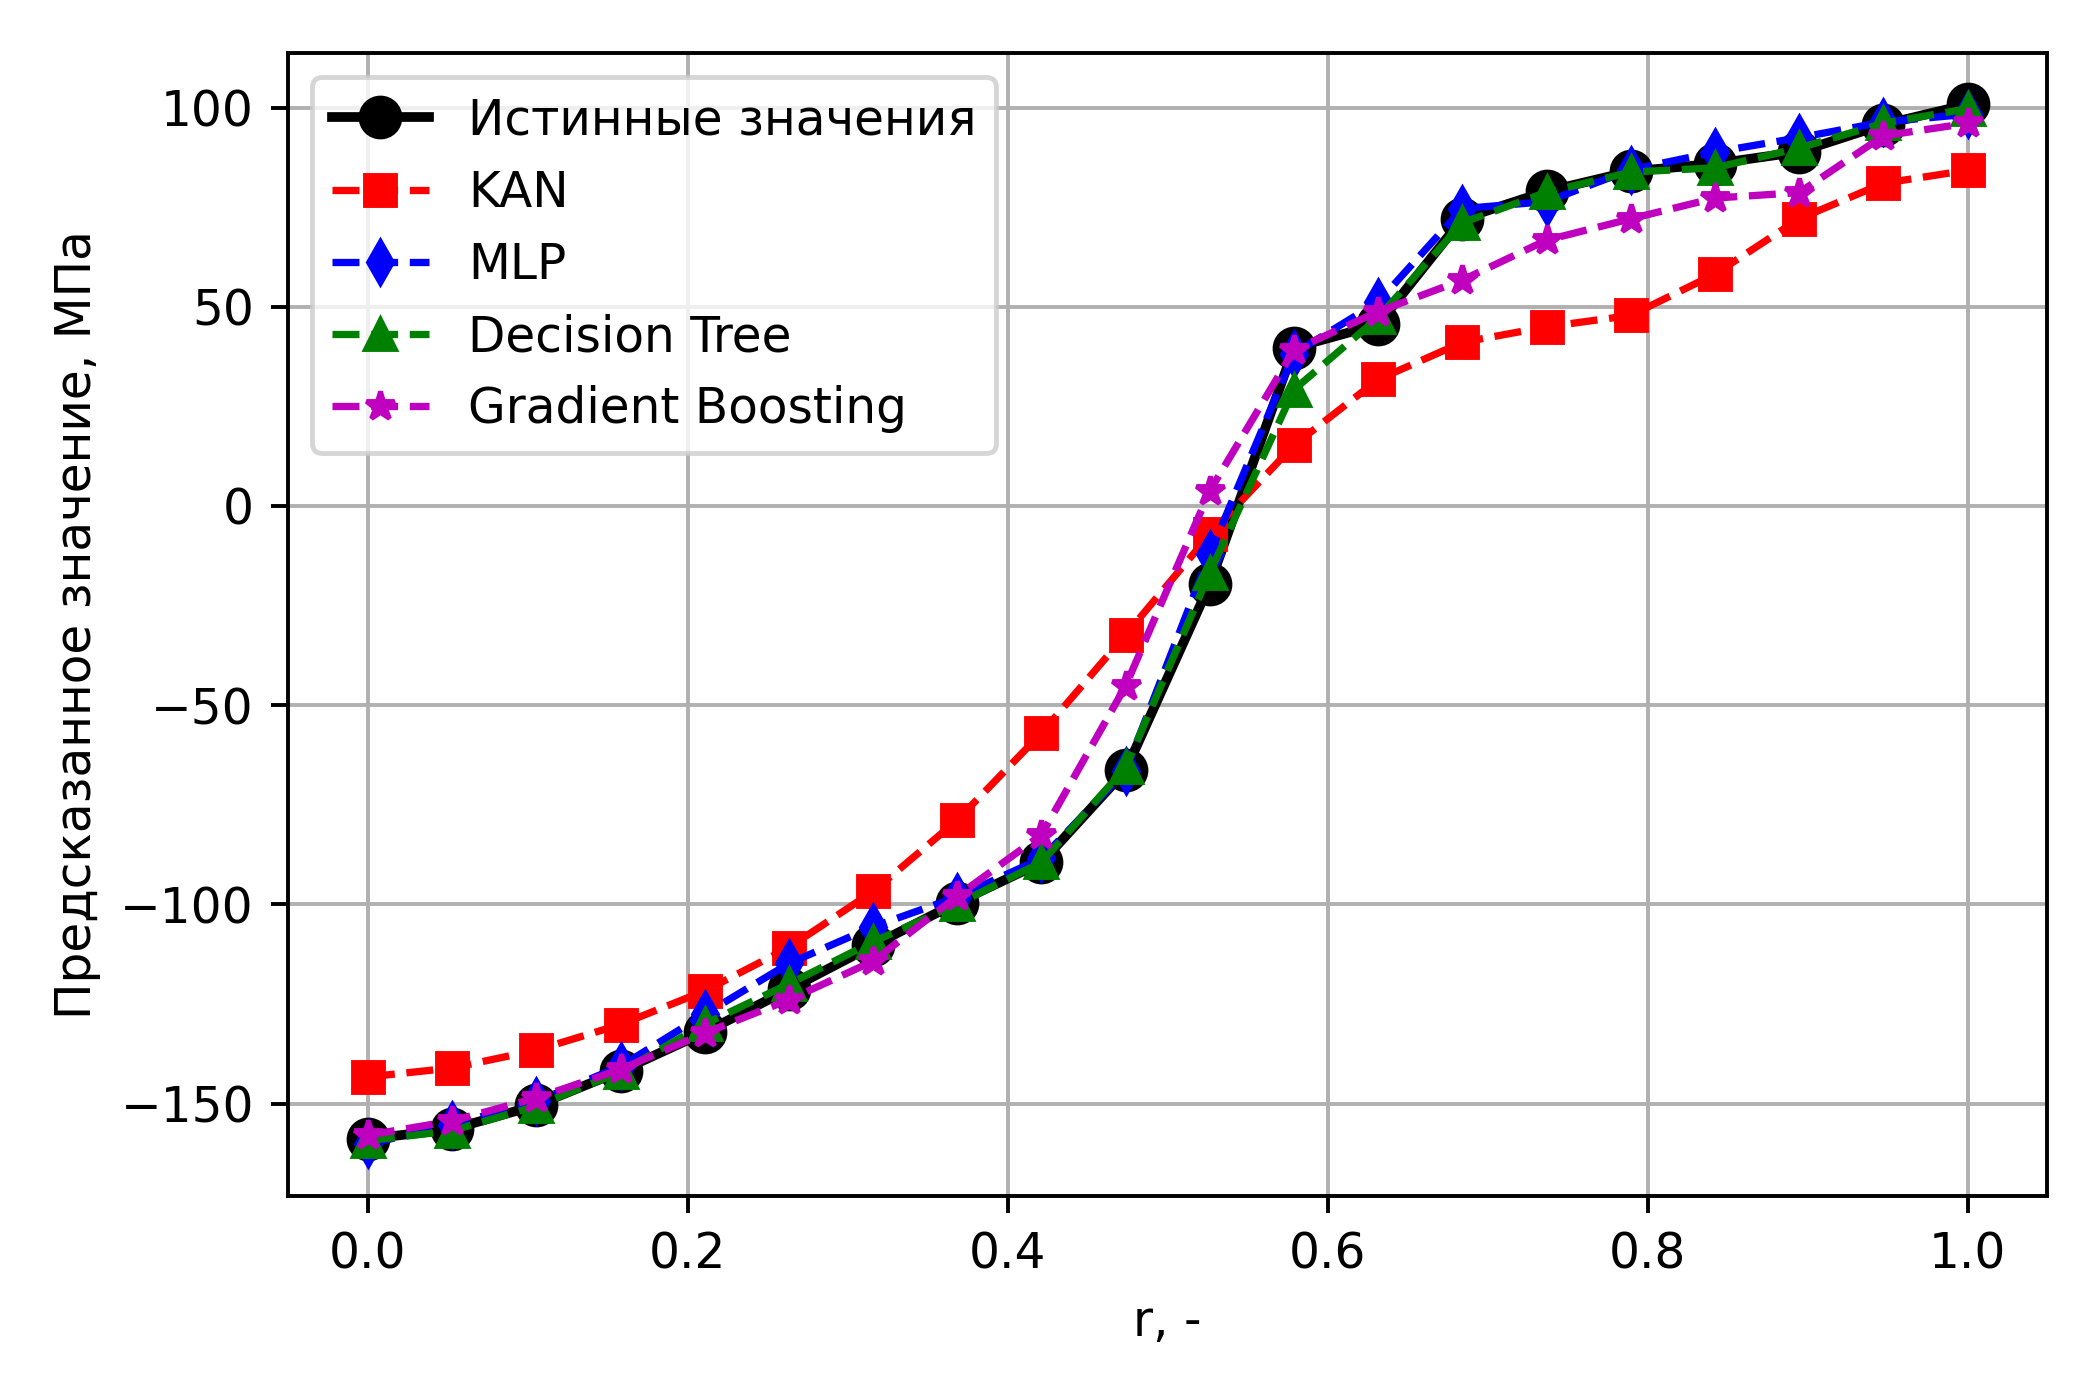 Истинные значения
KAN
MLP
Decision Tree
Gradient Boosting
Предсказанное значение, МПа
100
50
0
−50
−100
−150
0.0 0.2 0.4 0.6 0.8 1.0
r, -